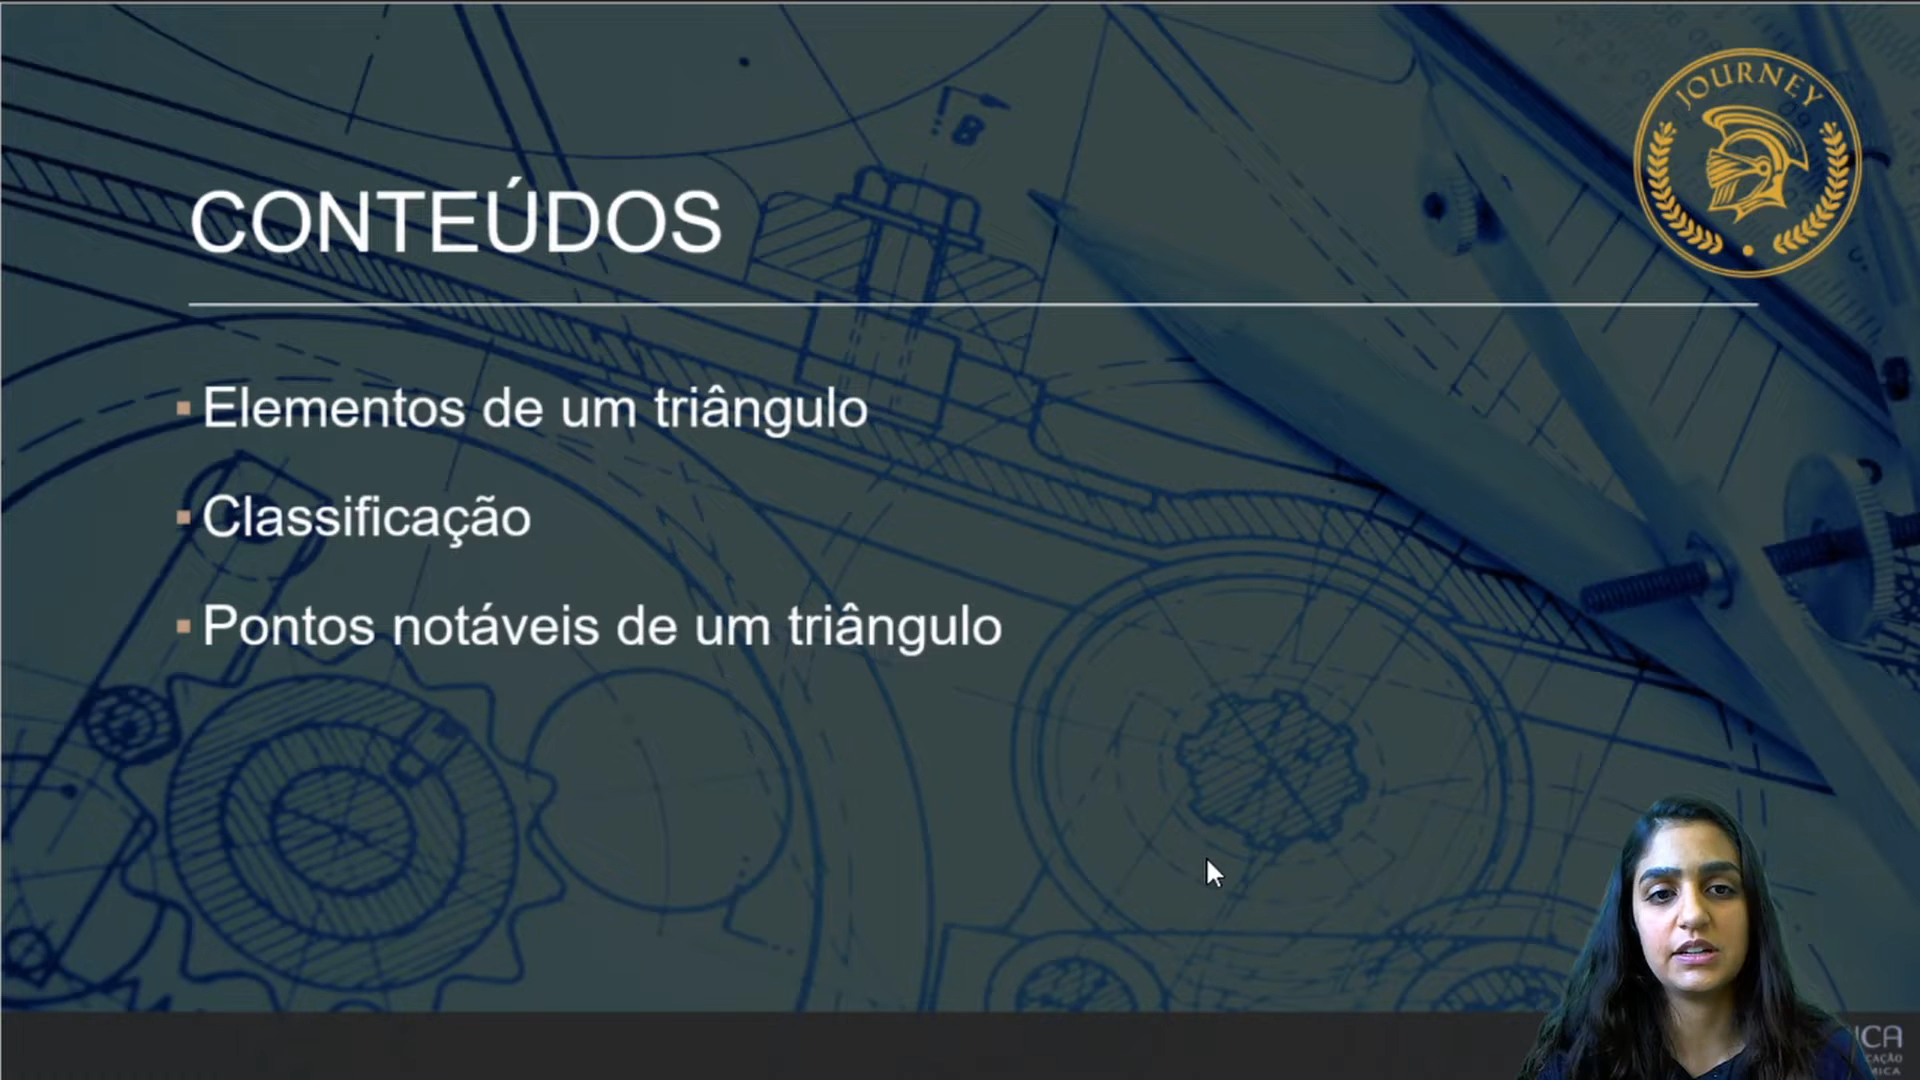 JOURNEY
B
CONTEÚDOS
Elementos de um triângulo
Classificação
Pontos notáveis de um triângulo